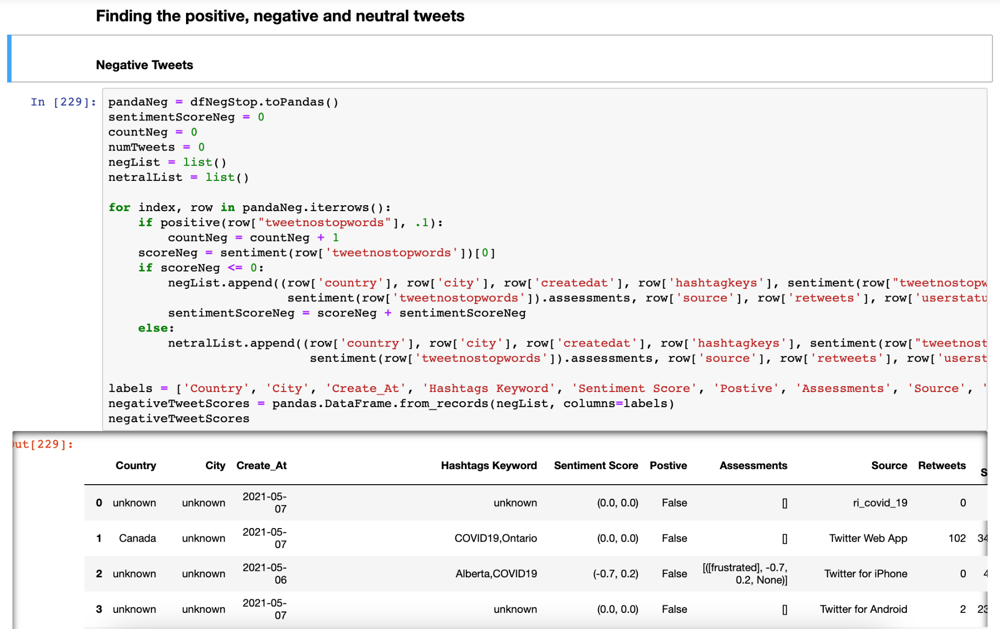 Finding the positive, negative and neutral tweets
Negative Tweets
In [229]:
pandaNeg = dfNegStop.toPandas()
sentimentScoreNeg = 0
countNeg = 0
numTweets = 0
negList = list()
netralList = list()
for index, row in pandaNeg.iterrows():
    if positive(row["tweetnostopwords"], .1):
        countNeg = countNeg + 1
    scoreNeg = sentiment(row['tweetnostopwords'])[0]
    if scoreNeg <= 0:
        negList.append((row['country'], row['city'], row['createdat'], row['hashtagkeys'], sentiment(row["tweetnostopw
                        sentiment(row['tweetnostopwords']).assessments, row['source'], row['retweets'], row['userstatu
        sentimentScoreNeg = scoreNeg + sentimentScoreNeg
    else:
        netralList.append((row['country'], row['city'], row['createdat'], row['hashtagkeys'], sentiment(row["tweetnost
                           sentiment(row['tweetnostopwords']).assessments, row['source'], row['retweets'], row['userst
labels = ['Country', 'City', 'Create_At', 'Hashtags Keyword', 'Sentiment Score', 'Postive', 'Assessments', 'Source', '
negativeTweetScores = pandas.DataFrame.from_records(negList, columns=labels)
negativeTweetScores
ut[229]:
Country City Create_At Hashtags Keyword Sentiment Score Postive Assessments Source Retweets S
0 unknown unknown 2021-05-07 unknown (0.0, 0.0) False [] ri_covid_19 0
1 Canada unknown 2021-05-07 COVID19,Ontario (0.0, 0.0) False [] Twitter Web App 102 34
2 unknown unknown 2021-05-06 Alberta,COVID19 (-0.7, 0.2) False [([frustrated], -0.7, 0.2, None)] Twitter for iPhone 0 4
3 unknown unknown 2021-05-07 unknown (0.0, 0.0) False [] Twitter for Android 2 23